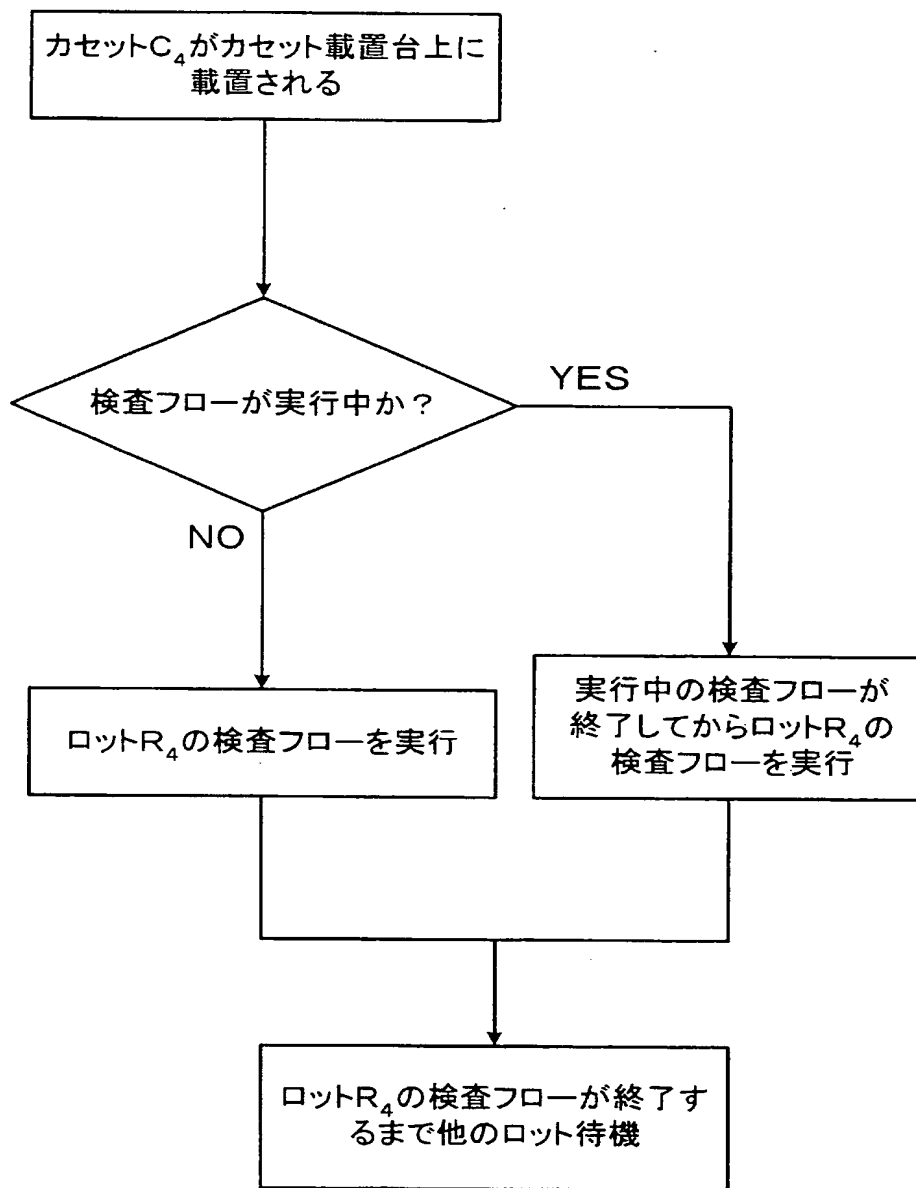 カセットC₄がカセット載置台上に
載置される
検査フローが実行中か？
YES
NO
ロットR₄の検査フローを実行
実行中の検査フローが
終了してからロットR₄の
検査フローを実行
ロットR₄の検査フローが終了す
るまで他のロット待機